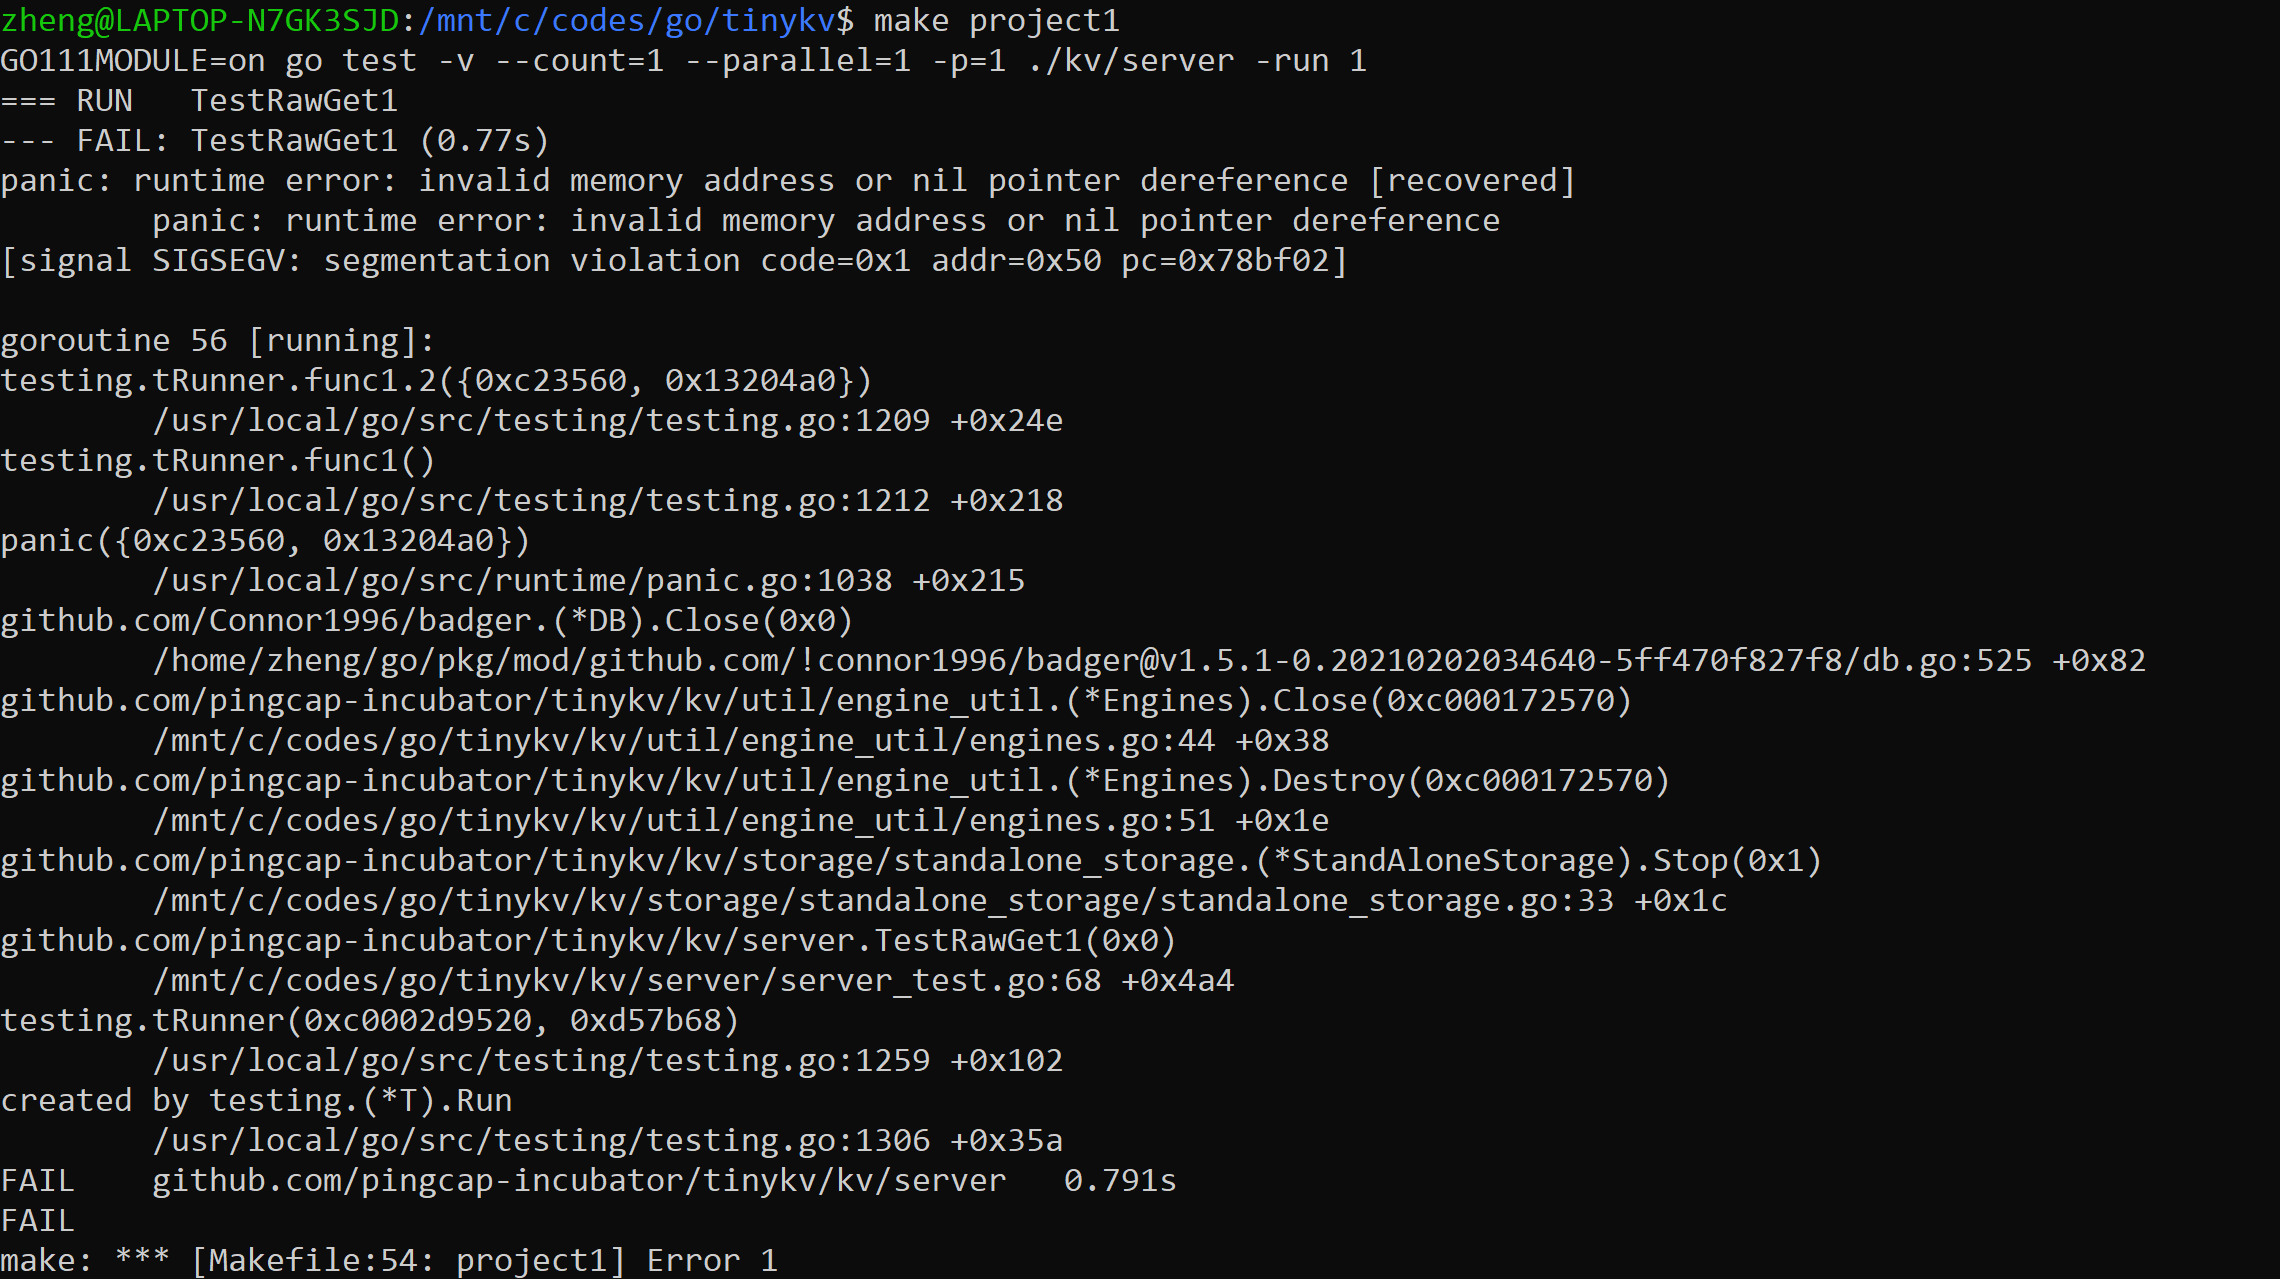 zheng@LAPTOP-N7GK3SJD:/mnt/c/codes/go/tinykv$ make project1
GO111MODULE=on go test -v --count=1 --parallel=1 -p=1 ./kv/server -run 1
=== RUN   TestRawGet1
--- FAIL: TestRawGet1 (0.77s)
panic: runtime error: invalid memory address or nil pointer dereference [recovered]
        panic: runtime error: invalid memory address or nil pointer dereference
[signal SIGSEGV: segmentation violation code=0x1 addr=0x50 pc=0x78bf02]

goroutine 56 [running]:
testing.tRunner.func1.2({0xc23560, 0x13204a0})
        /usr/local/go/src/testing/testing.go:1209 +0x24e
testing.tRunner.func1()
        /usr/local/go/src/testing/testing.go:1212 +0x218
panic({0xc23560, 0x13204a0})
        /usr/local/go/src/runtime/panic.go:1038 +0x215
github.com/Connor1996/badger.(*DB).Close(0x0)
        /home/zheng/go/pkg/mod/github.com/!connor1996/badger@v1.5.1-0.20210202034640-5ff470f827f8/db.go:525 +0x82
github.com/pingcap-incubator/tinykv/kv/util/engine_util.(*Engines).Close(0xc000172570)
        /mnt/c/codes/go/tinykv/kv/util/engine_util/engines.go:44 +0x38
github.com/pingcap-incubator/tinykv/kv/util/engine_util.(*Engines).Destroy(0xc000172570)
        /mnt/c/codes/go/tinykv/kv/util/engine_util/engines.go:51 +0x1e
github.com/pingcap-incubator/tinykv/kv/storage/standalone_storage.(*StandAloneStorage).Stop(0x1)
        /mnt/c/codes/go/tinykv/kv/storage/standalone_storage/standalone_storage.go:33 +0x1c
github.com/pingcap-incubator/tinykv/kv/server.TestRawGet1(0x0)
        /mnt/c/codes/go/tinykv/kv/server/server_test.go:68 +0x4a4
testing.tRunner(0xc0002d9520, 0xd57b68)
        /usr/local/go/src/testing/testing.go:1259 +0x102
created by testing.(*T).Run
        /usr/local/go/src/testing/testing.go:1306 +0x35a
FAIL    github.com/pingcap-incubator/tinykv/kv/server   0.791s
FAIL
make: *** [Makefile:54: project1] Error 1